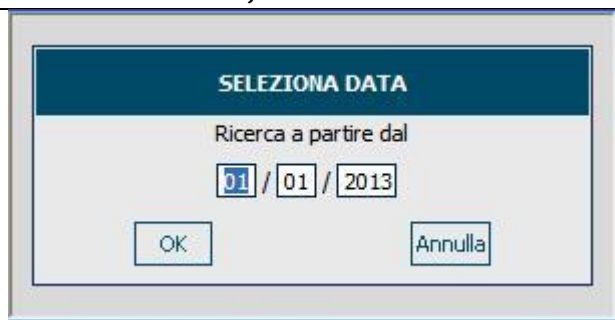 SELEZIONA DATA
Ricerca a partire dal
01 / 01 / 2013
OK Annulla